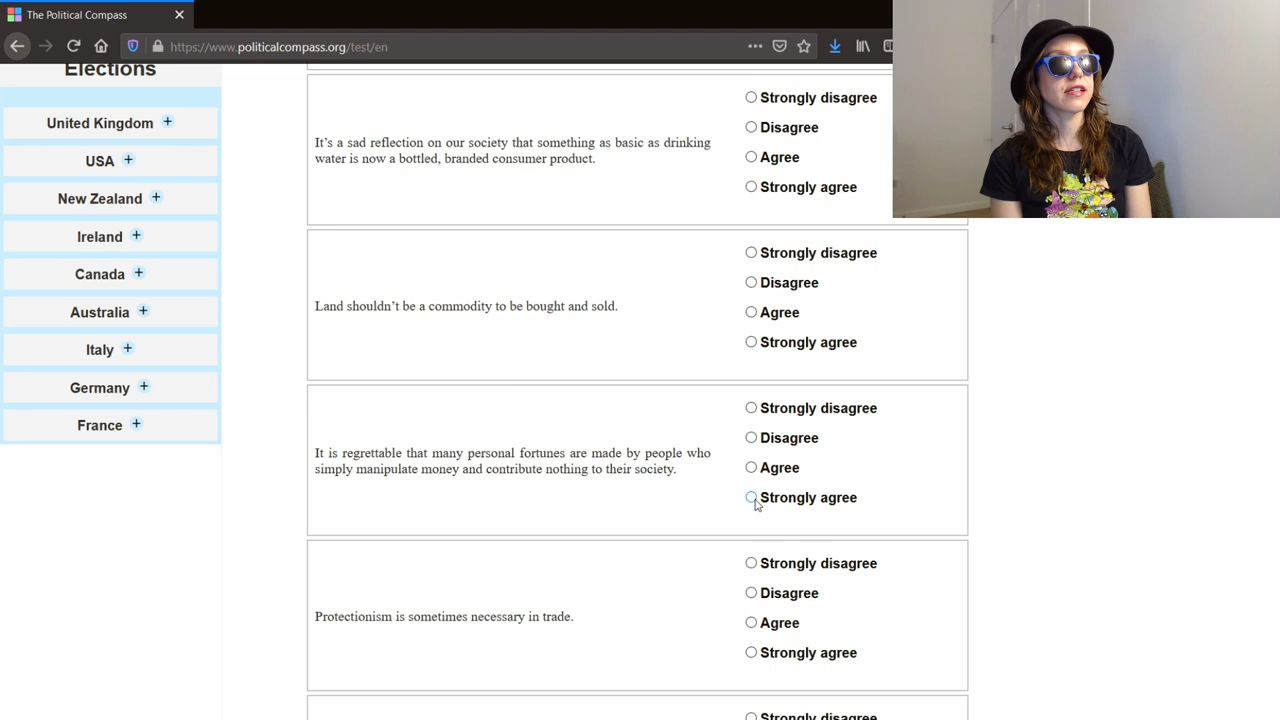 The Political Compass
https://www.politicalcompass.org/test/en
Elections
United Kingdom +
USA +
New Zealand +
Ireland +
Canada +
Australia +
Italy +
Germany +
France +
It's a sad reflection on our society that something as basic as drinking
water is now a bottled, branded consumer product.
Strongly disagree
Disagree
Agree
Strongly agree
Land shouldn't be a commodity to be bought and sold.
Strongly disagree
Disagree
Agree
Strongly agree
It is regrettable that many personal fortunes are made by people who
simply manipulate money and contribute nothing to their society.
Strongly disagree
Disagree
Agree
Strongly agree
Protectionism is sometimes necessary in trade.
Strongly disagree
Disagree
Agree
Strongly agree
Strongly disagree